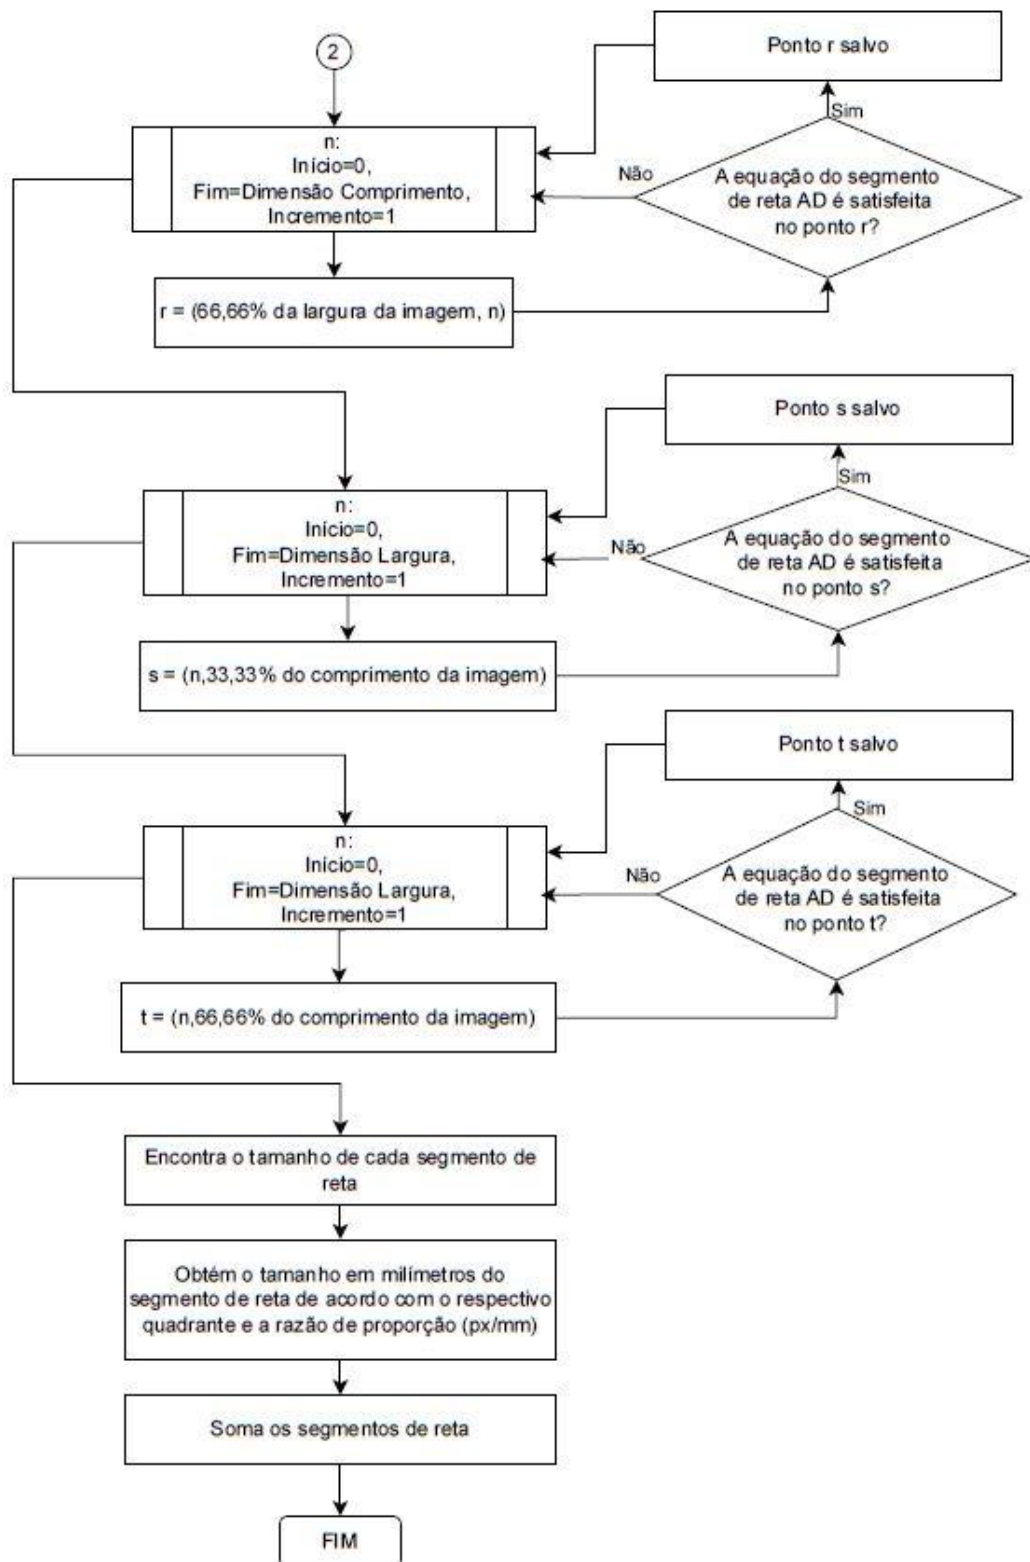 2
Ponto r salvo
Sim
n:
Início=0,
Fim=Dimensão Comprimento,
Incremento=1
Não
A equação do segmento
de reta AD é satisfeita
no ponto r?
r = (66,66% da largura da imagem, n)
Ponto s salvo
Sim
n:
Início=0,
Fim=Dimensão Largura,
Incremento=1
Não
A equação do segmento
de reta AD é satisfeita
no ponto s?
s = (n,33,33% do comprimento da imagem)
Ponto t salvo
Sim
n:
Início=0,
Fim=Dimensão Largura,
Incremento=1
Não
A equação do segmento
de reta AD é satisfeita
no ponto t?
t = (n,66,66% do comprimento da imagem)
Encontra o tamanho de cada segmento de
reta
Obtém o tamanho em milímetros do
segmento de reta de acordo com o respectivo
quadrante e a razão de proporção (px/mm)
Soma os segmentos de reta
FIM